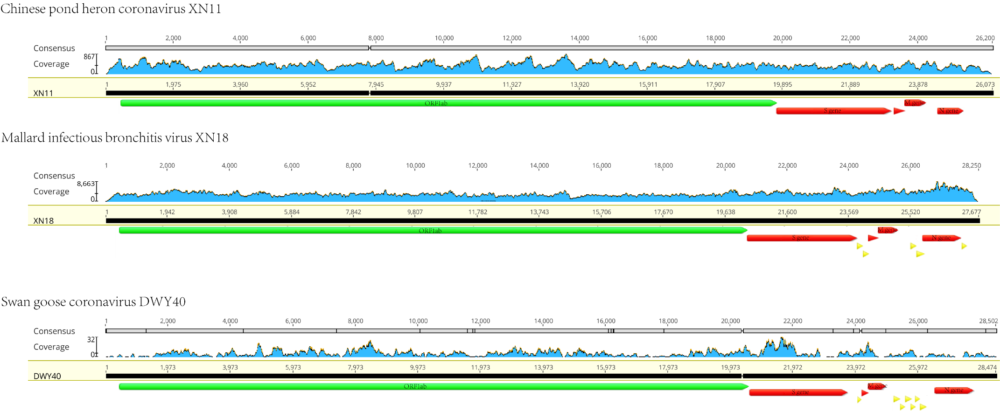 Chinese pond heron coronavirus XN11
1 2,000 4,000 6,000 8,000 10,000 12,000 14,000 16,000 18,000 20,000 22,000 24,000 26,200
Consensus
Coverage 867 0
1 1,975 3,960 5,952 7,945 9,937 11,927 13,920 15,911 17,907 19,895 21,889 23,878 26,073
XN11
ORF1ab M gene
S gene N gene
Mallard infectious bronchitis virus XN18
1 2,000 4,000 6,000 8,000 10,000 12,000 14,000 16,000 18,000 20,000 22,000 24,000 26,000 28,250
Consensus
Coverage 8,663 0
1 1,942 3,908 5,884 7,842 9,807 11,782 13,743 15,706 17,670 19,638 21,600 23,569 25,520 27,677
XN18
ORF1ab M gene
S gene N gene
Swan goose coronavirus DWY40
1 2,000 4,000 6,000 8,000 10,000 12,000 14,000 16,000 18,000 20,000 22,000 24,000 26,000 28,502
Consensus
Coverage 32 0
1 1,973 3,973 5,973 7,973 9,973 11,973 13,973 15,973 17,973 19,973 21,972 23,972 25,972 28,474
DWY40
ORF1ab M gene
S gene N gene